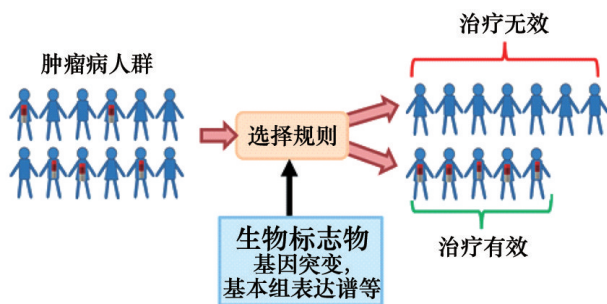 肿瘤病人群
选择规则
治疗无效
治疗有效
生物标志物
基因突变,
基本组表达谱等